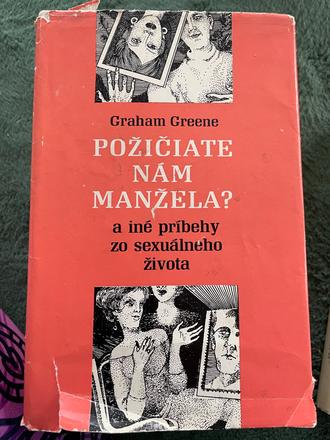 Graham Greene
POŽIČIATE
NÁM
MANŽELA?
a iné príbehy
zo sexuálneho
života